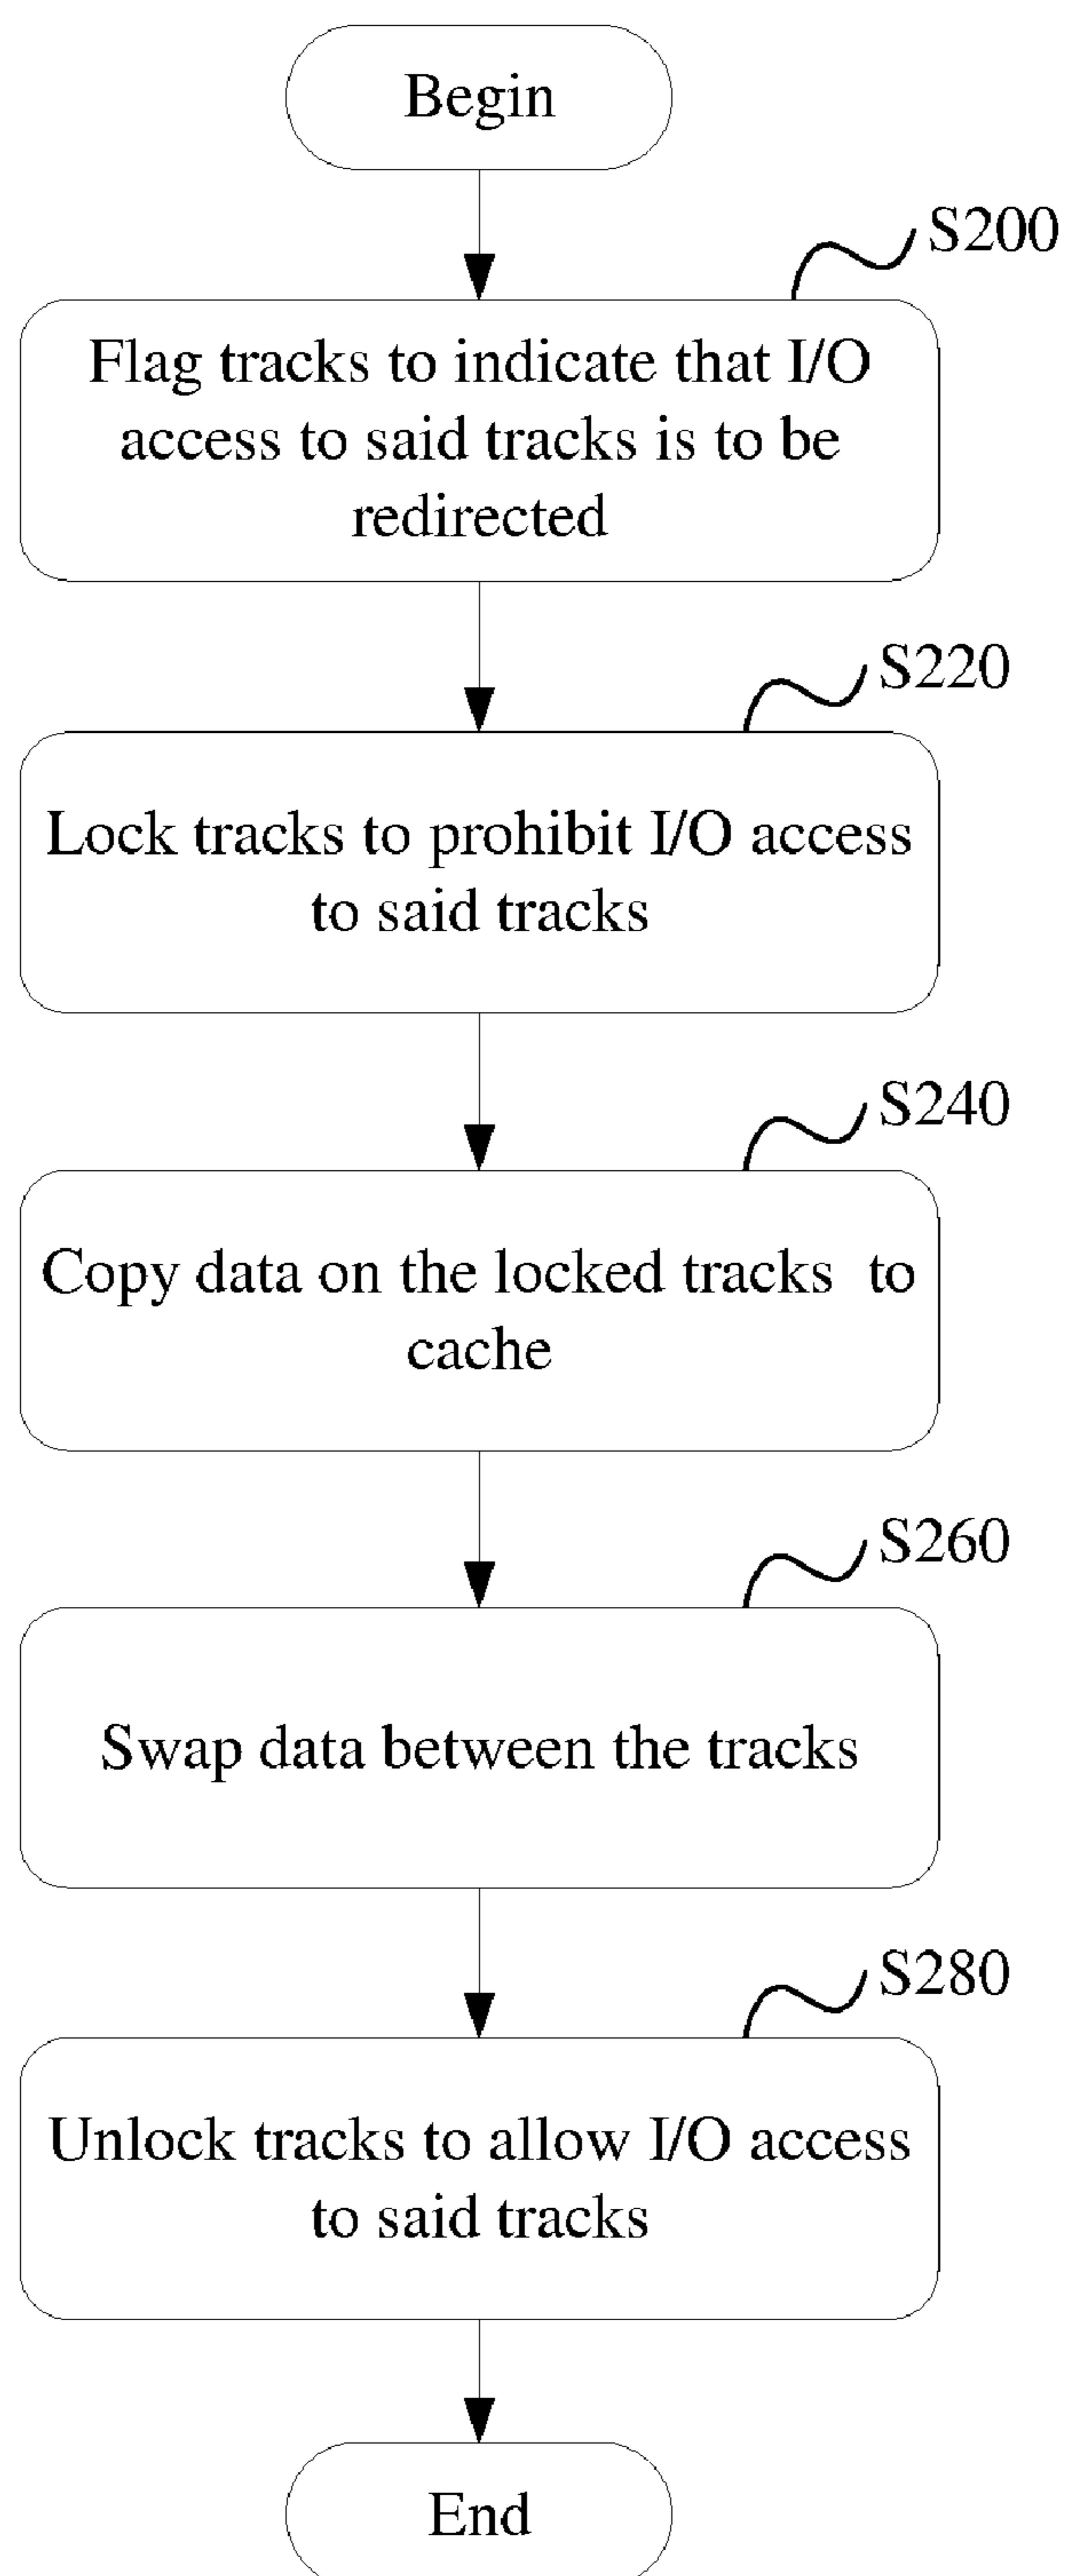 Begin
S200
Flag tracks to indicate that I/O
access to said tracks is to be
redirected
S220
Lock tracks to prohibit I/O access
to said tracks
S240
Copy data on the locked tracks to
cache
S260
Swap data between the tracks
S280
Unlock tracks to allow I/O access
to said tracks
End